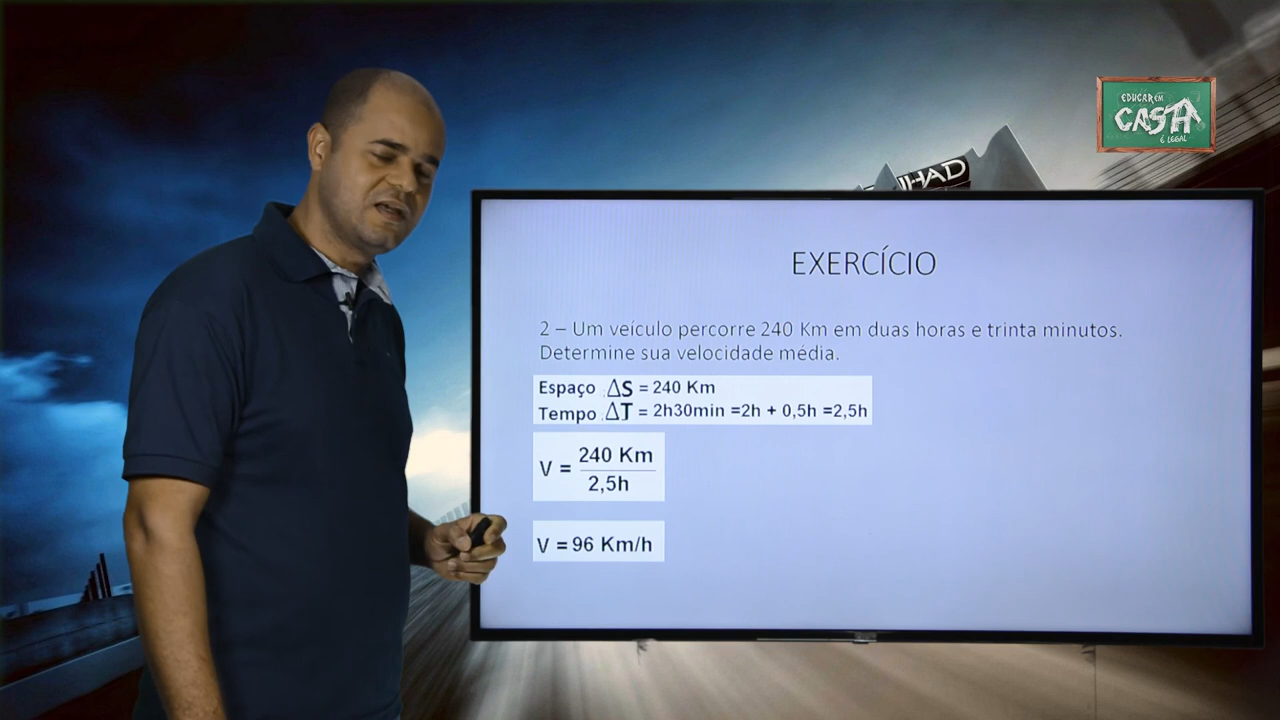 EDUCAR EM
CASA
É LEGAL
HAD
EXERCÍCIO
2 – Um veículo percorre 240 Km em duas horas e trinta minutos.
Determine sua velocidade média.
Espaço ΔS = 240 Km
Tempo ΔT = 2h30min =2h + 0,5h =2,5h
V = 240 Km
2,5h
V = 96 Km/h